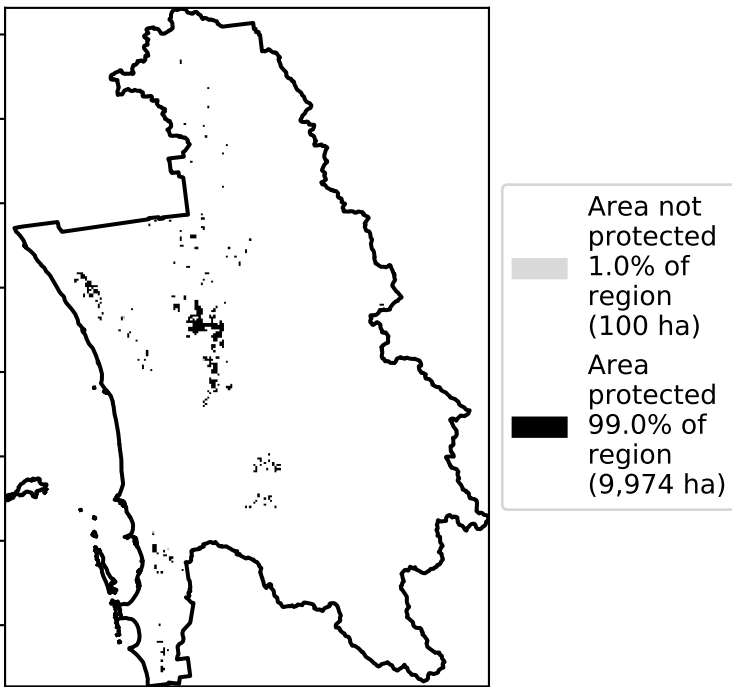 Area not
protected
1.0% of
region
(100 ha)
Area
protected
99.0% of
region
(9,974 ha)